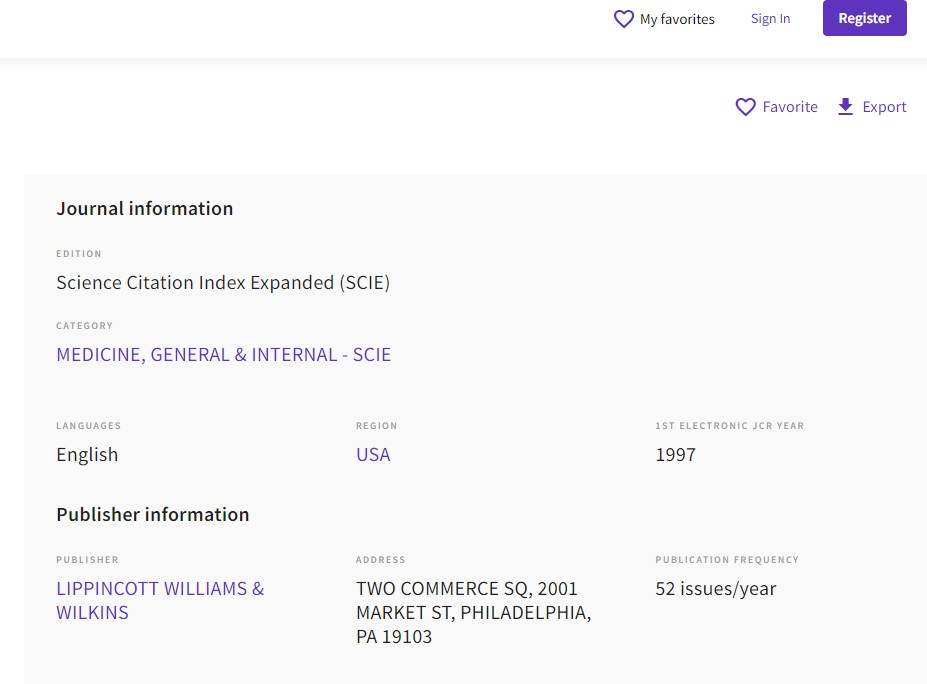 My favorites Sign In Register
Favorite Export
Journal information
EDITION
Science Citation Index Expanded (SCIE)
CATEGORY
MEDICINE, GENERAL & INTERNAL - SCIE
LANGUAGES REGION 1ST ELECTRONIC JCR YEAR
English USA 1997
Publisher information
PUBLISHER ADDRESS PUBLICATION FREQUENCY
LIPPINCOTT WILLIAMS & TWO COMMERCE SQ, 2001 52 issues/year
WILKINS MARKET ST, PHILADELPHIA,
PA 19103